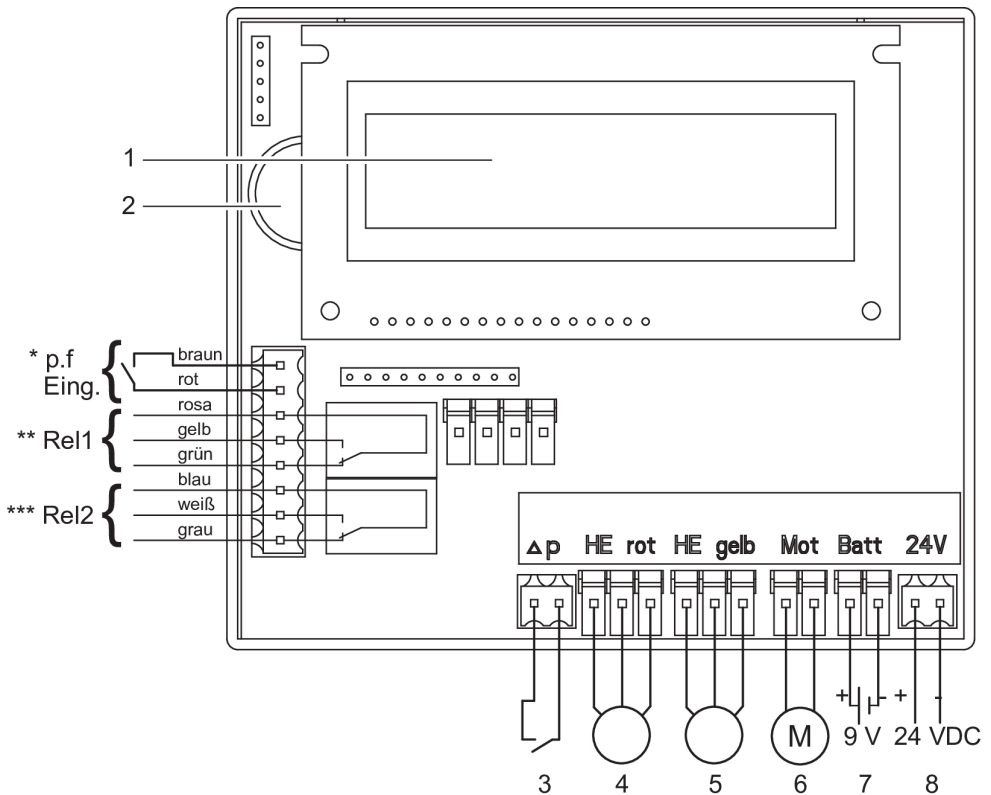 1
2
* p.f
Eing.
braun
rot
** Rel1
rosa
gelb
grün
*** Rel2
blau
weiß
grau
Δp HE rot HE gelb Mot Batt 24V
M
+ - + -
9 V 24 VDC
3 4 5 6 7 8